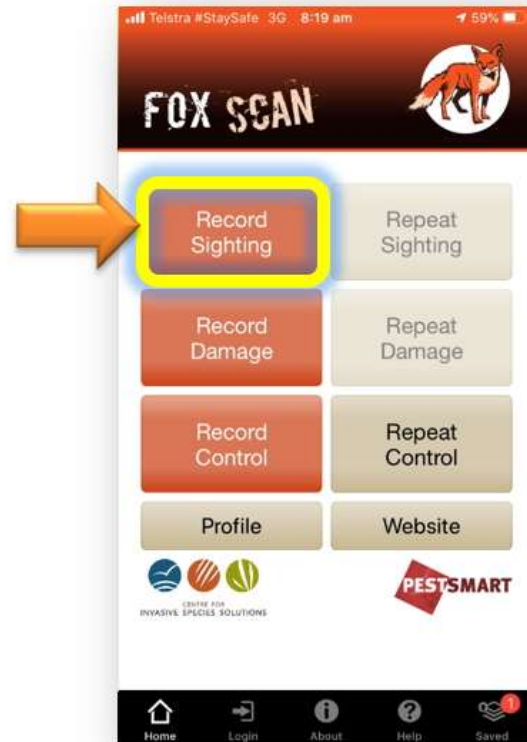 Telstra #StaySafe 3G 8:19 am 59%
FOX SCAN
Record
Sighting
Repeat
Sighting
Record
Damage
Repeat
Damage
Record
Control
Repeat
Control
Profile
Website
CENTRE FOR
INVASIVE SPECIES SOLUTIONS
PESTSMART
1
Home Login About Help Saved